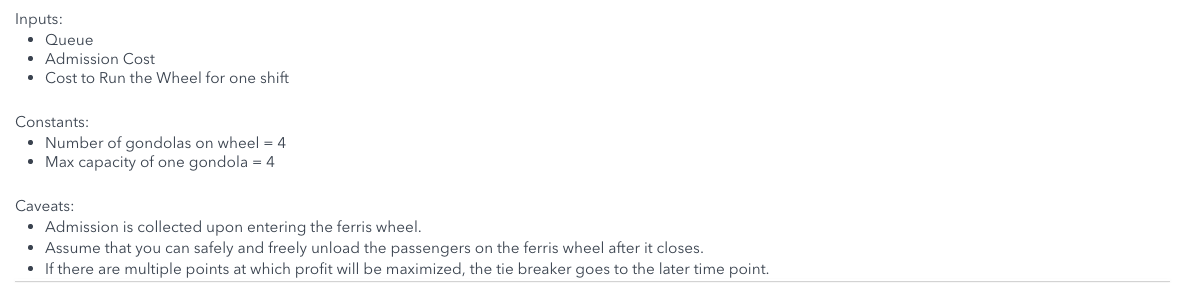 Inputs:
• Queue
• Admission Cost
• Cost to Run the Wheel for one shift
Constants:
• Number of gondolas on wheel = 4
• Max capacity of one gondola = 4
Caveats:
• Admission is collected upon entering the ferris wheel.
• Assume that you can safely and freely unload the passengers on the ferris wheel after it closes.
• If there are multiple points at which profit will be maximized, the tie breaker goes to the later time point.